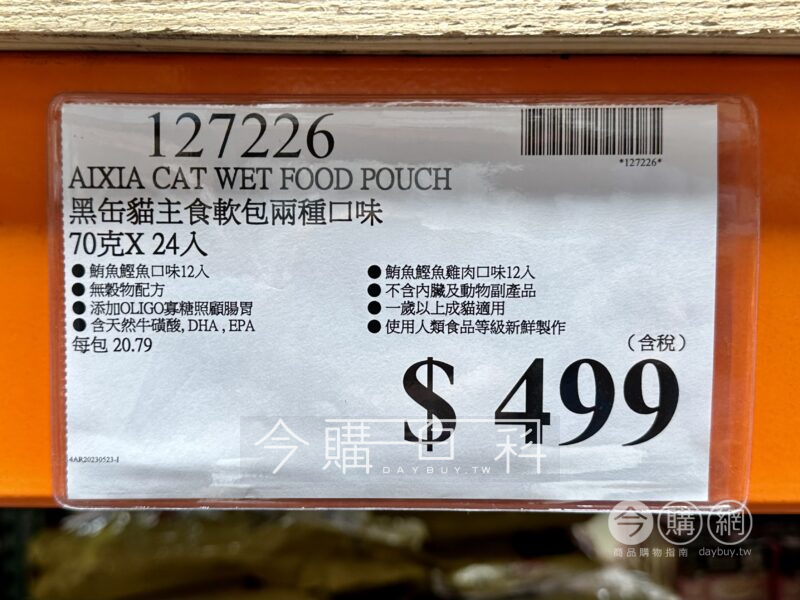 127226
*127226*
AIXIA CAT WET FOOD POUCH
黑缶貓主食軟包兩種口味
70克X 24入
●鮪魚鰹魚口味12入
●無穀物配方
●添加OLIGO寡糖照顧腸胃
●含天然牛磺酸, DHA , EPA
每包 20.79
●鮪魚鰹魚雞肉口味12入
●不含內臟及動物副產品
●一歲以上成貓適用
●使用人類食品等級新鮮製作
(含稅)
$ 499
4AR20230523-J
今購百科
DAYBUY.TW
今購網
商品購物指南 daybuy.tw